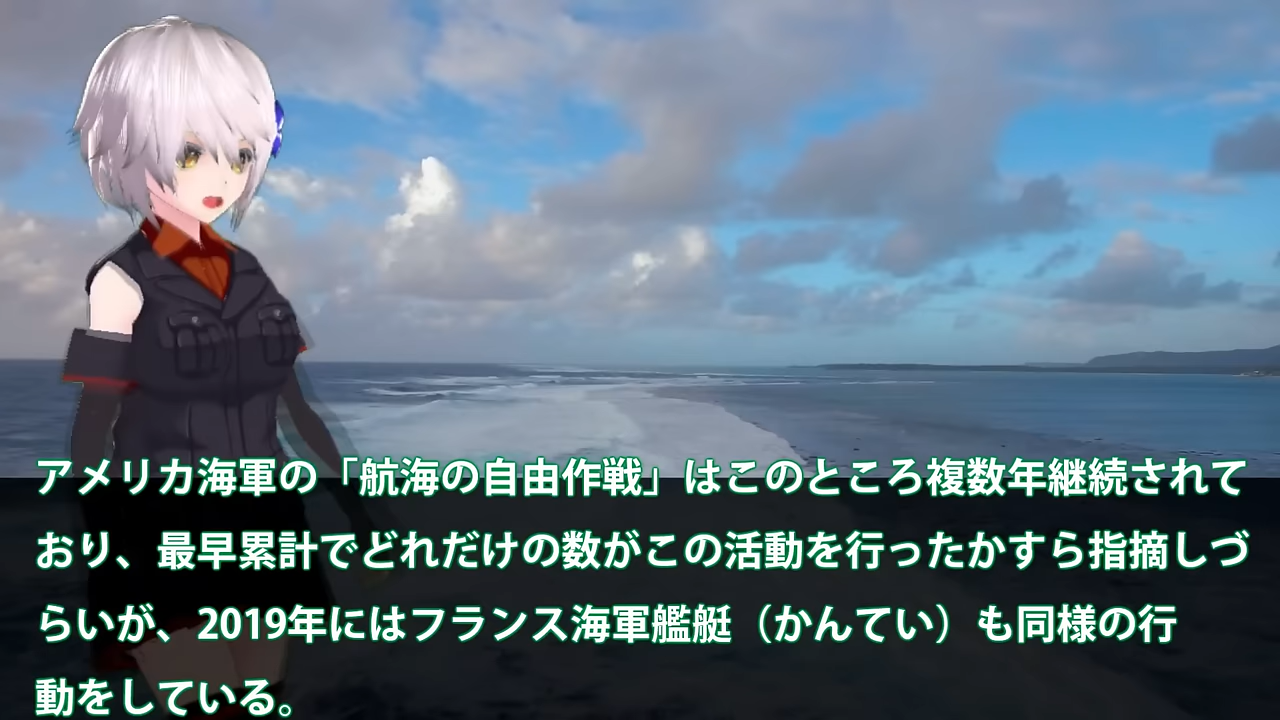 アメリカ海軍の「航海の自由作戦」はこのところ複数年継続されて
おり、最早累計でどれだけの数がこの活動を行ったかすら指摘しづ
らいが、2019年にはフランス海軍艦艇（かんてい）も同様の行
動をしている。